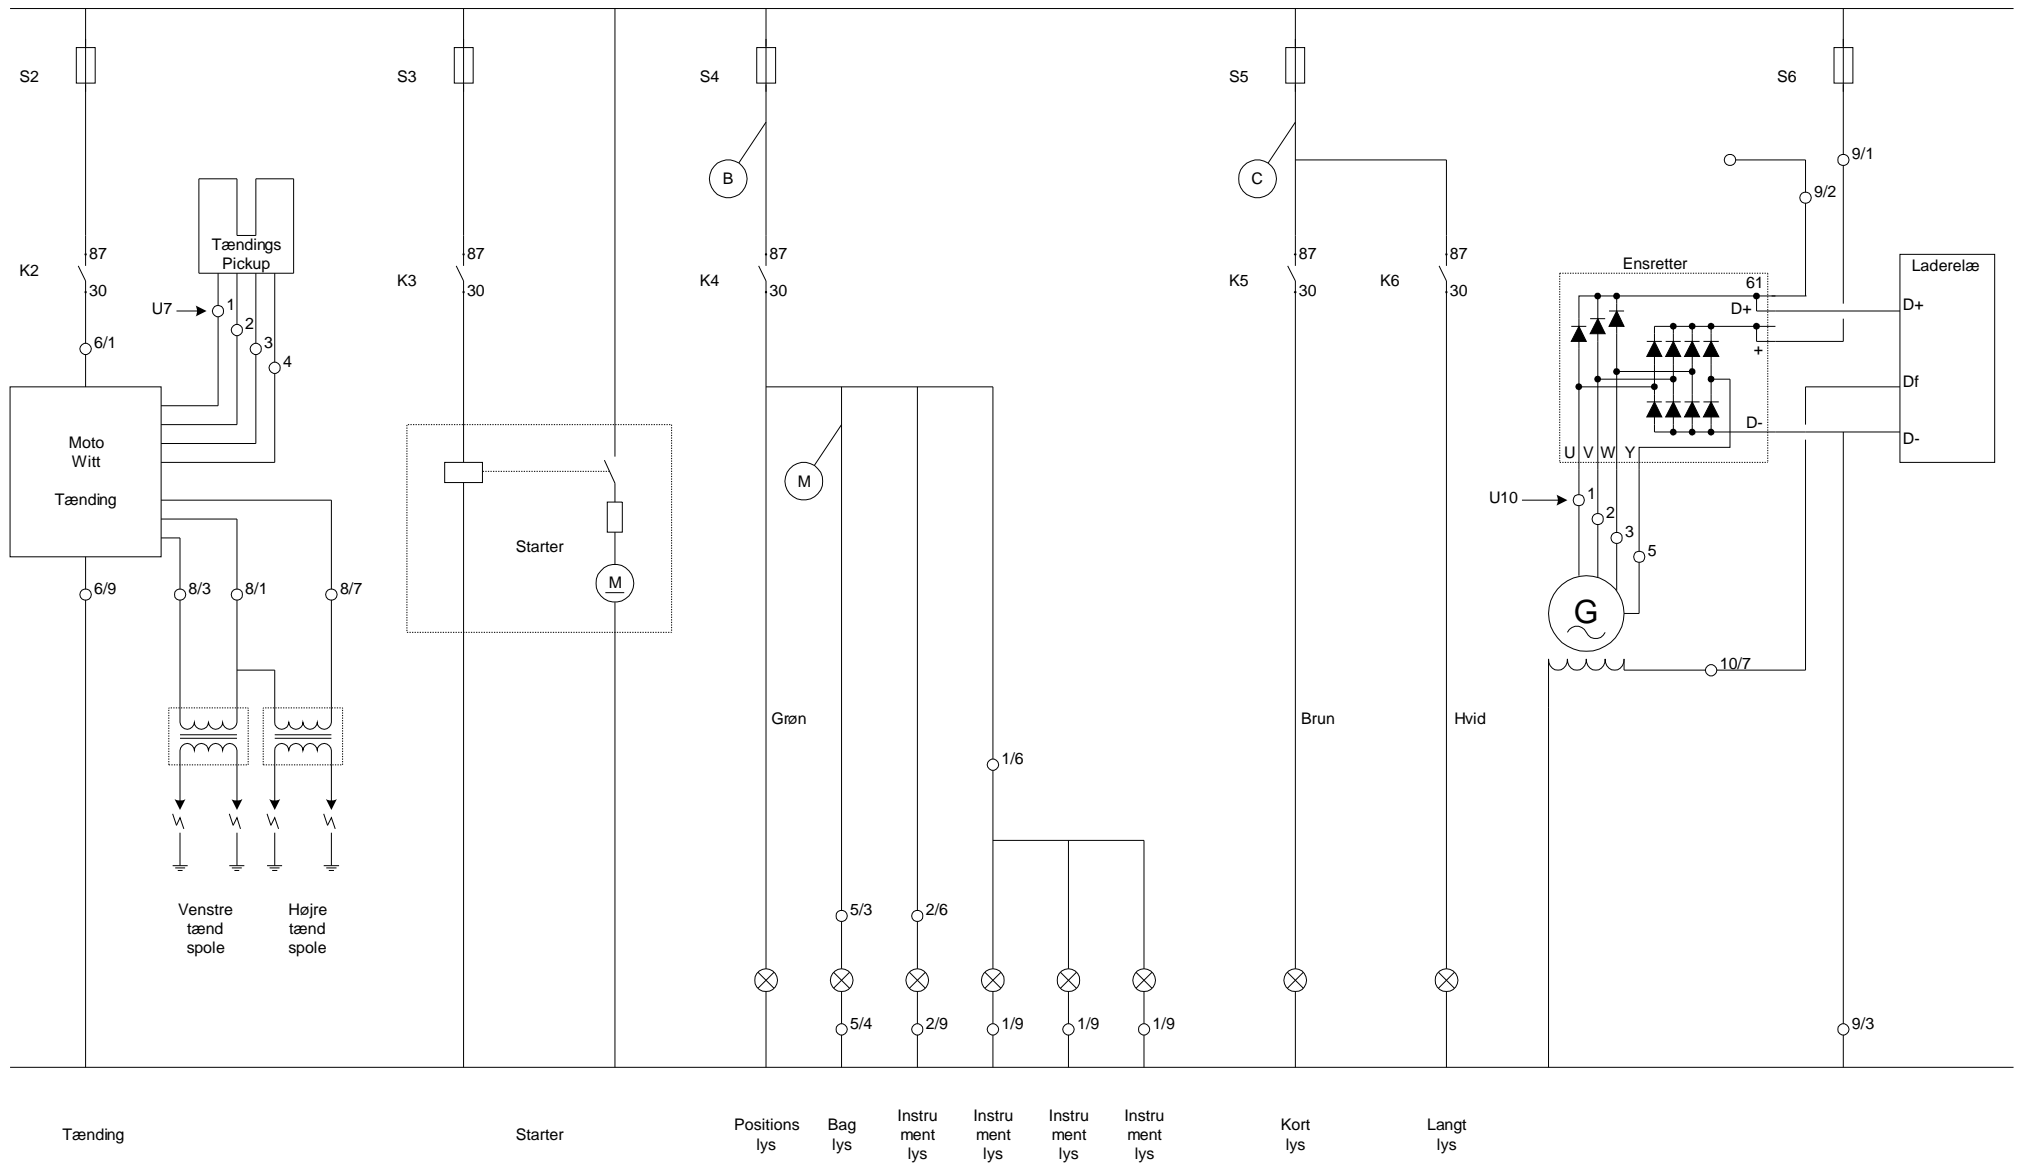 S2
S3
S4
S5
S6
B
C
9/1
9/2
87
K2
30
Tændings
Pickup
U7
1
2
3
4
6/1
87
K3
30
87
K4
30
87
K5
30
87
K6
30
Ensretter
61
D+
+
D-
U V W Y
Laderelæ
D+
Df
D-
Moto
Witt
Tænding
M
Starter
M
U10
1
2
3
5
G
10/7
6/9
8/3
8/1
8/7
Grøn
Brun
Hvid
1/6
Venstre
tænd
spole
Højre
tænd
spole
5/3
2/6
5/4
2/9
1/9
1/9
1/9
9/3
Tænding
Starter
Positions
lys
Bag
lys
Instru
ment
lys
Instru
ment
lys
Instru
ment
lys
Instru
ment
lys
Kort
lys
Langt
lys